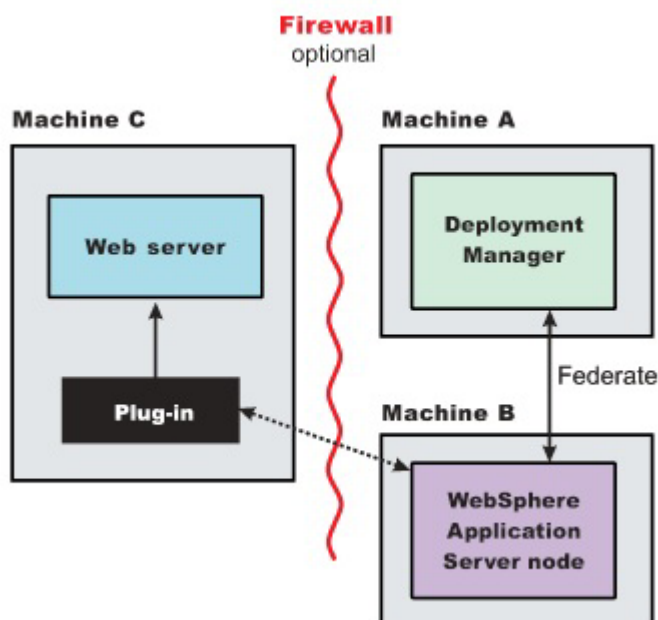 Firewall
optional
Machine C
Web server
Plug-in
Machine A
Deployment
Manager
Federate
Machine B
WebSphere
Application
Server node